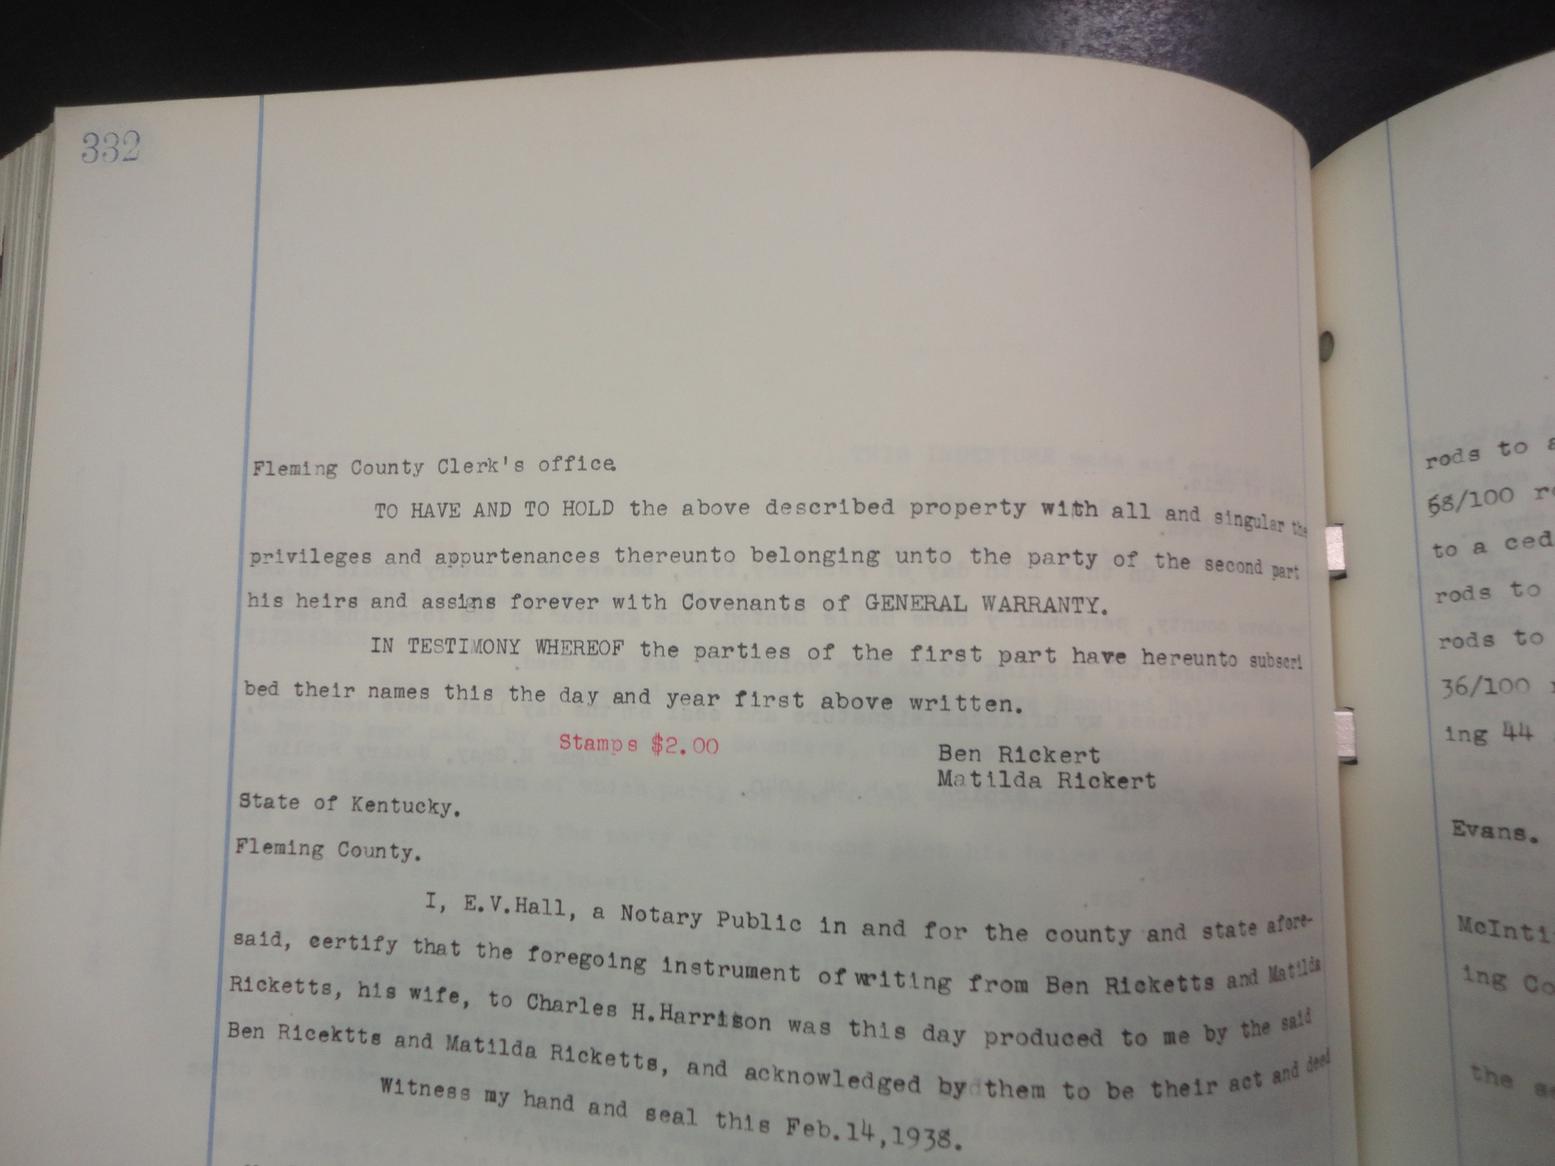 332
Fleming County Clerk's office.
TO HAVE AND TO HOLD the above described property with all and singular the
privileges and appurtenances thereunto belonging unto the party of the second part
his heirs and assigns forever with Covenants of GENERAL WARRANTY.
IN TESTIMONY WHEREOF the parties of the first part have hereunto subscri
bed their names this the day and year first above written.
Stamps $2.00
Ben Rickert
Matilda Rickert
State of Kentucky.
Fleming County.
I, E.V.Hall, a Notary Public in and for the county and state afore-
said, certify that the foregoing instrument of writing from Ben Ricketts and Matilda
Ricketts, his wife, to Charles H.Harrison was this day produced to me by the said
Ben Ricektts and Matilda Ricketts, and acknowledged by them to be their act and deed
Witness my hand and seal this Feb.14,1938.
rods to
68/100
to a ced
rods to
rods to
36/100
ing 44
Evans.
McInti
ing Co
the